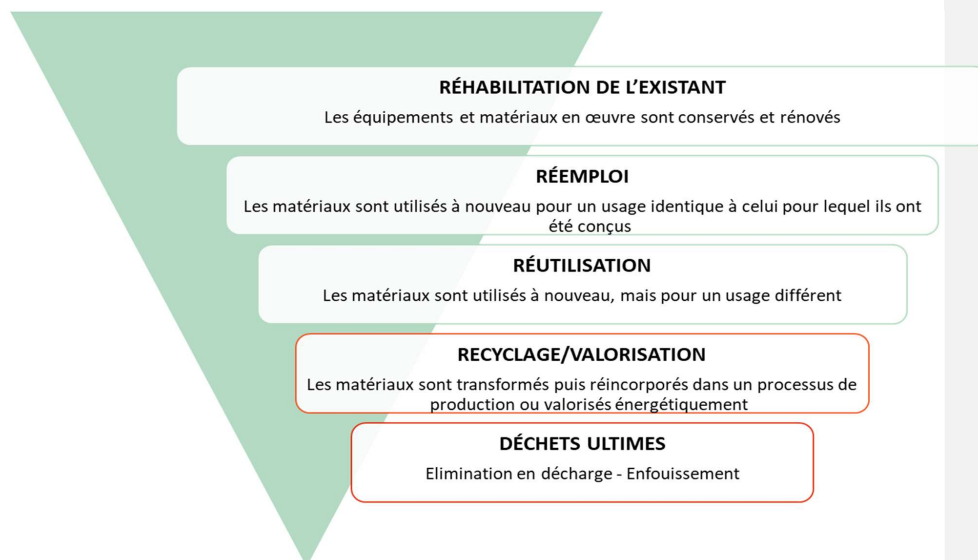 RÉHABILITATION DE L’EXISTANT
Les équipements et matériaux en œuvre sont conservés et rénovés
RÉEMPLOI
Les matériaux sont utilisés à nouveau pour un usage identique à celui pour lequel ils ont
été conçus
RÉUTILISATION
Les matériaux sont utilisés à nouveau, mais pour un usage différent
RECYCLAGE/VALORISATION
Les matériaux sont transformés puis réincorporés dans un processus de
production ou valorisés énergétiquement
DÉCHETS ULTIMES
Elimination en décharge - Enfouissement